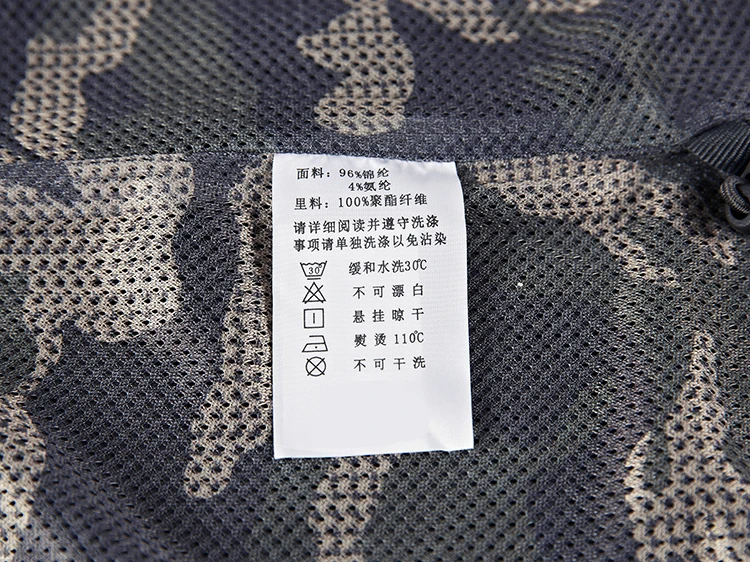 面料：96%锦纶
4%氨纶
里料：100%聚酯纤维
请详细阅读并遵守洗涤
事项请单独洗涤以免沾染
30 缓和水洗30℃
不可漂白
悬挂晾干
熨烫110℃
不可干洗